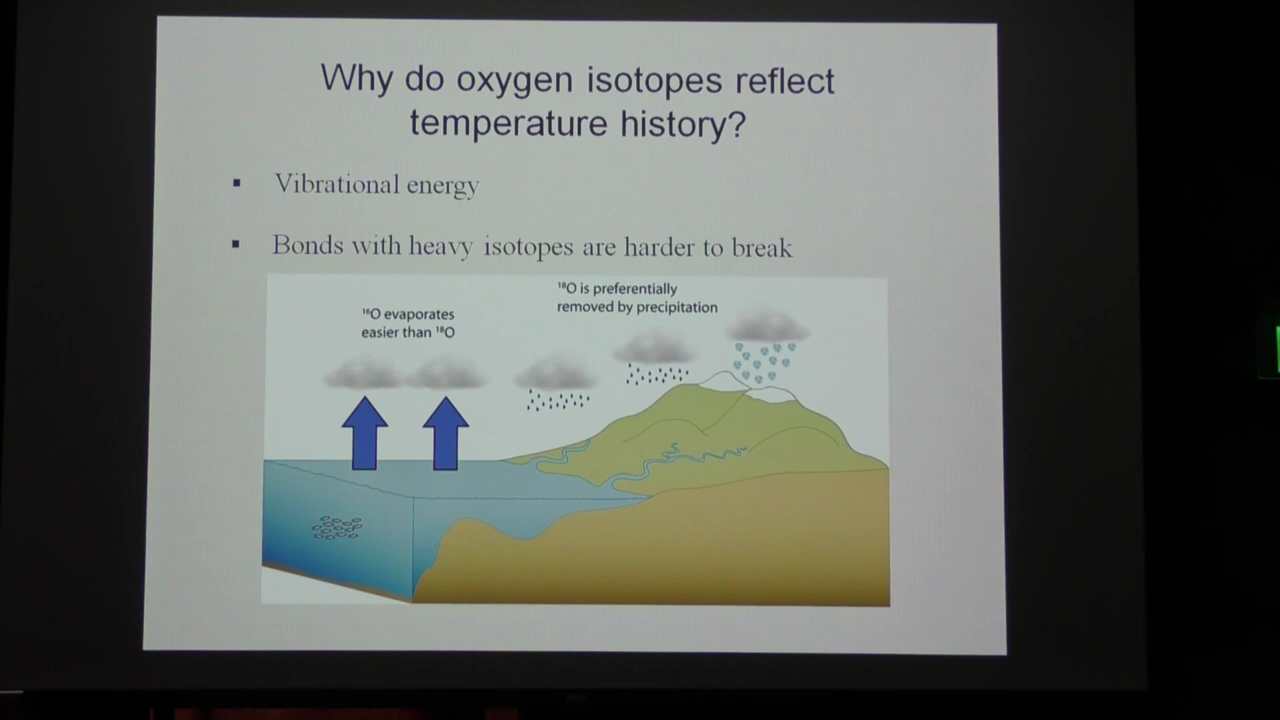 Why do oxygen isotopes reflect
temperature history?
▪ Vibrational energy
▪ Bonds with heavy isotopes are harder to break
¹⁸O is preferentially
removed by precipitation
¹⁶O evaporates
easier than ¹⁸O